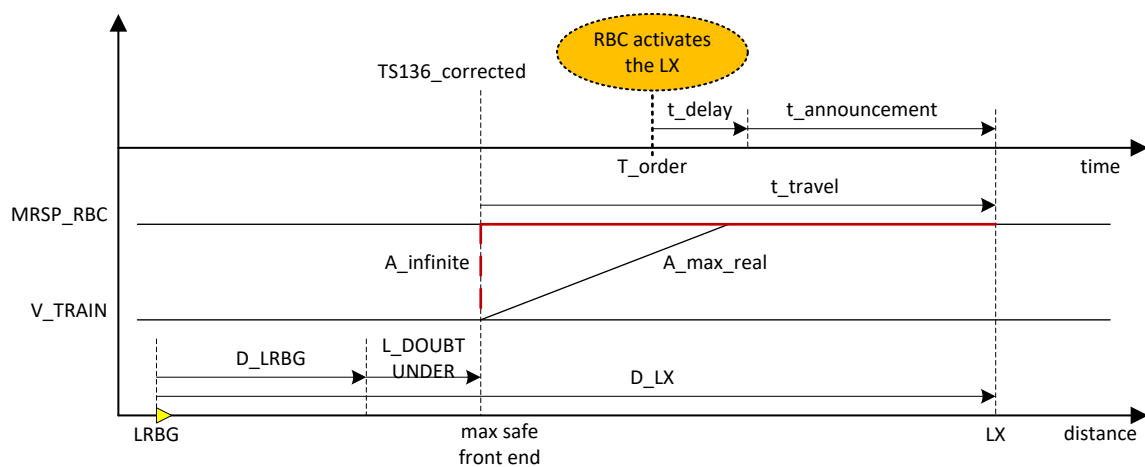 RBC activates
the LX
TS136_corrected
t_delay
t_announcement
T_order
time
t_travel
MRSP_RBC
A_infinite
A_max_real
V_TRAIN
D_LRBG
L_DOUBT
UNDER
D_LX
LRBG
max safe
front end
LX
distance